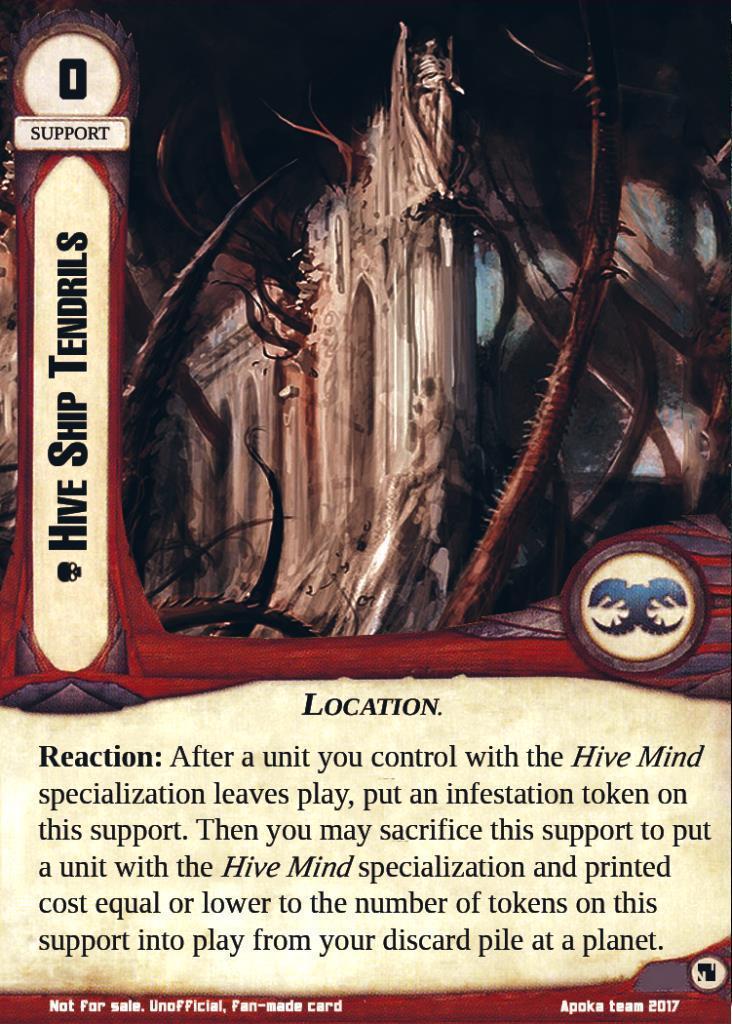 0
SUPPORT
HIVE SHIP TENDRILS
LOCATION.
Reaction: After a unit you control with the Hive Mind
specialization leaves play, put an infestation token on
this support. Then you may sacrifice this support to put
a unit with the Hive Mind specialization and printed
cost equal or lower to the number of tokens on this
support into play from your discard pile at a planet.
Not for sale. Unofficial, Fan-made card
Apoka team 2017